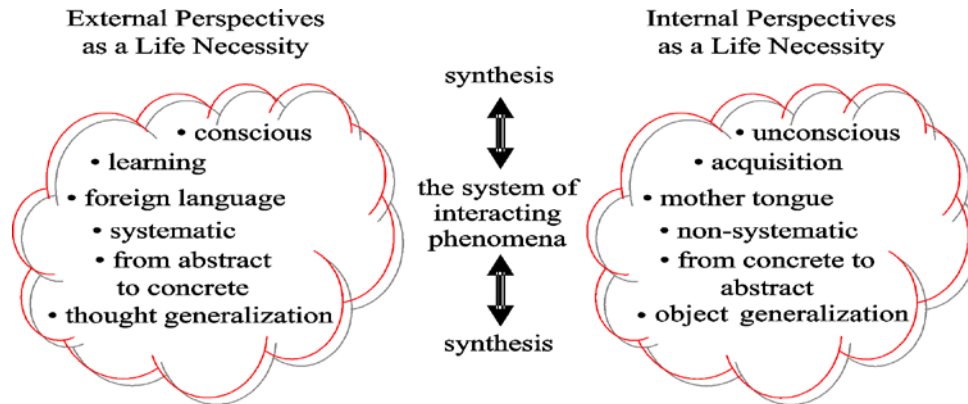 External Perspectives
as a Life Necessity
• conscious
• learning
• foreign language
• systematic
• from abstract
to concrete
• thought generalization
synthesis
the system of
interacting
phenomena
synthesis
Internal Perspectives
as a Life Necessity
• unconscious
• acquisition
• mother tongue
• non-systematic
• from concrete to
abstract
• object generalization